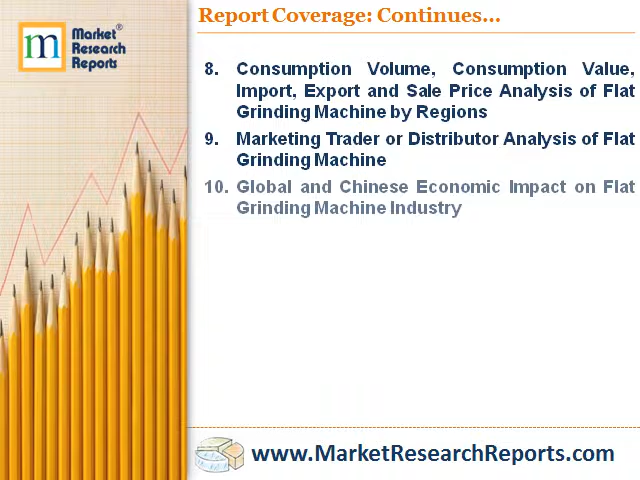 Report Coverage: Continues...
m
Market®
Research
Reports
8. Consumption Volume, Consumption Value,
Import, Export and Sale Price Analysis of Flat
Grinding Machine by Regions
9. Marketing Trader or Distributor Analysis of Flat
Grinding Machine
10. Global and Chinese Economic Impact on Flat
Grinding Machine Industry
www.MarketResearchReports.com